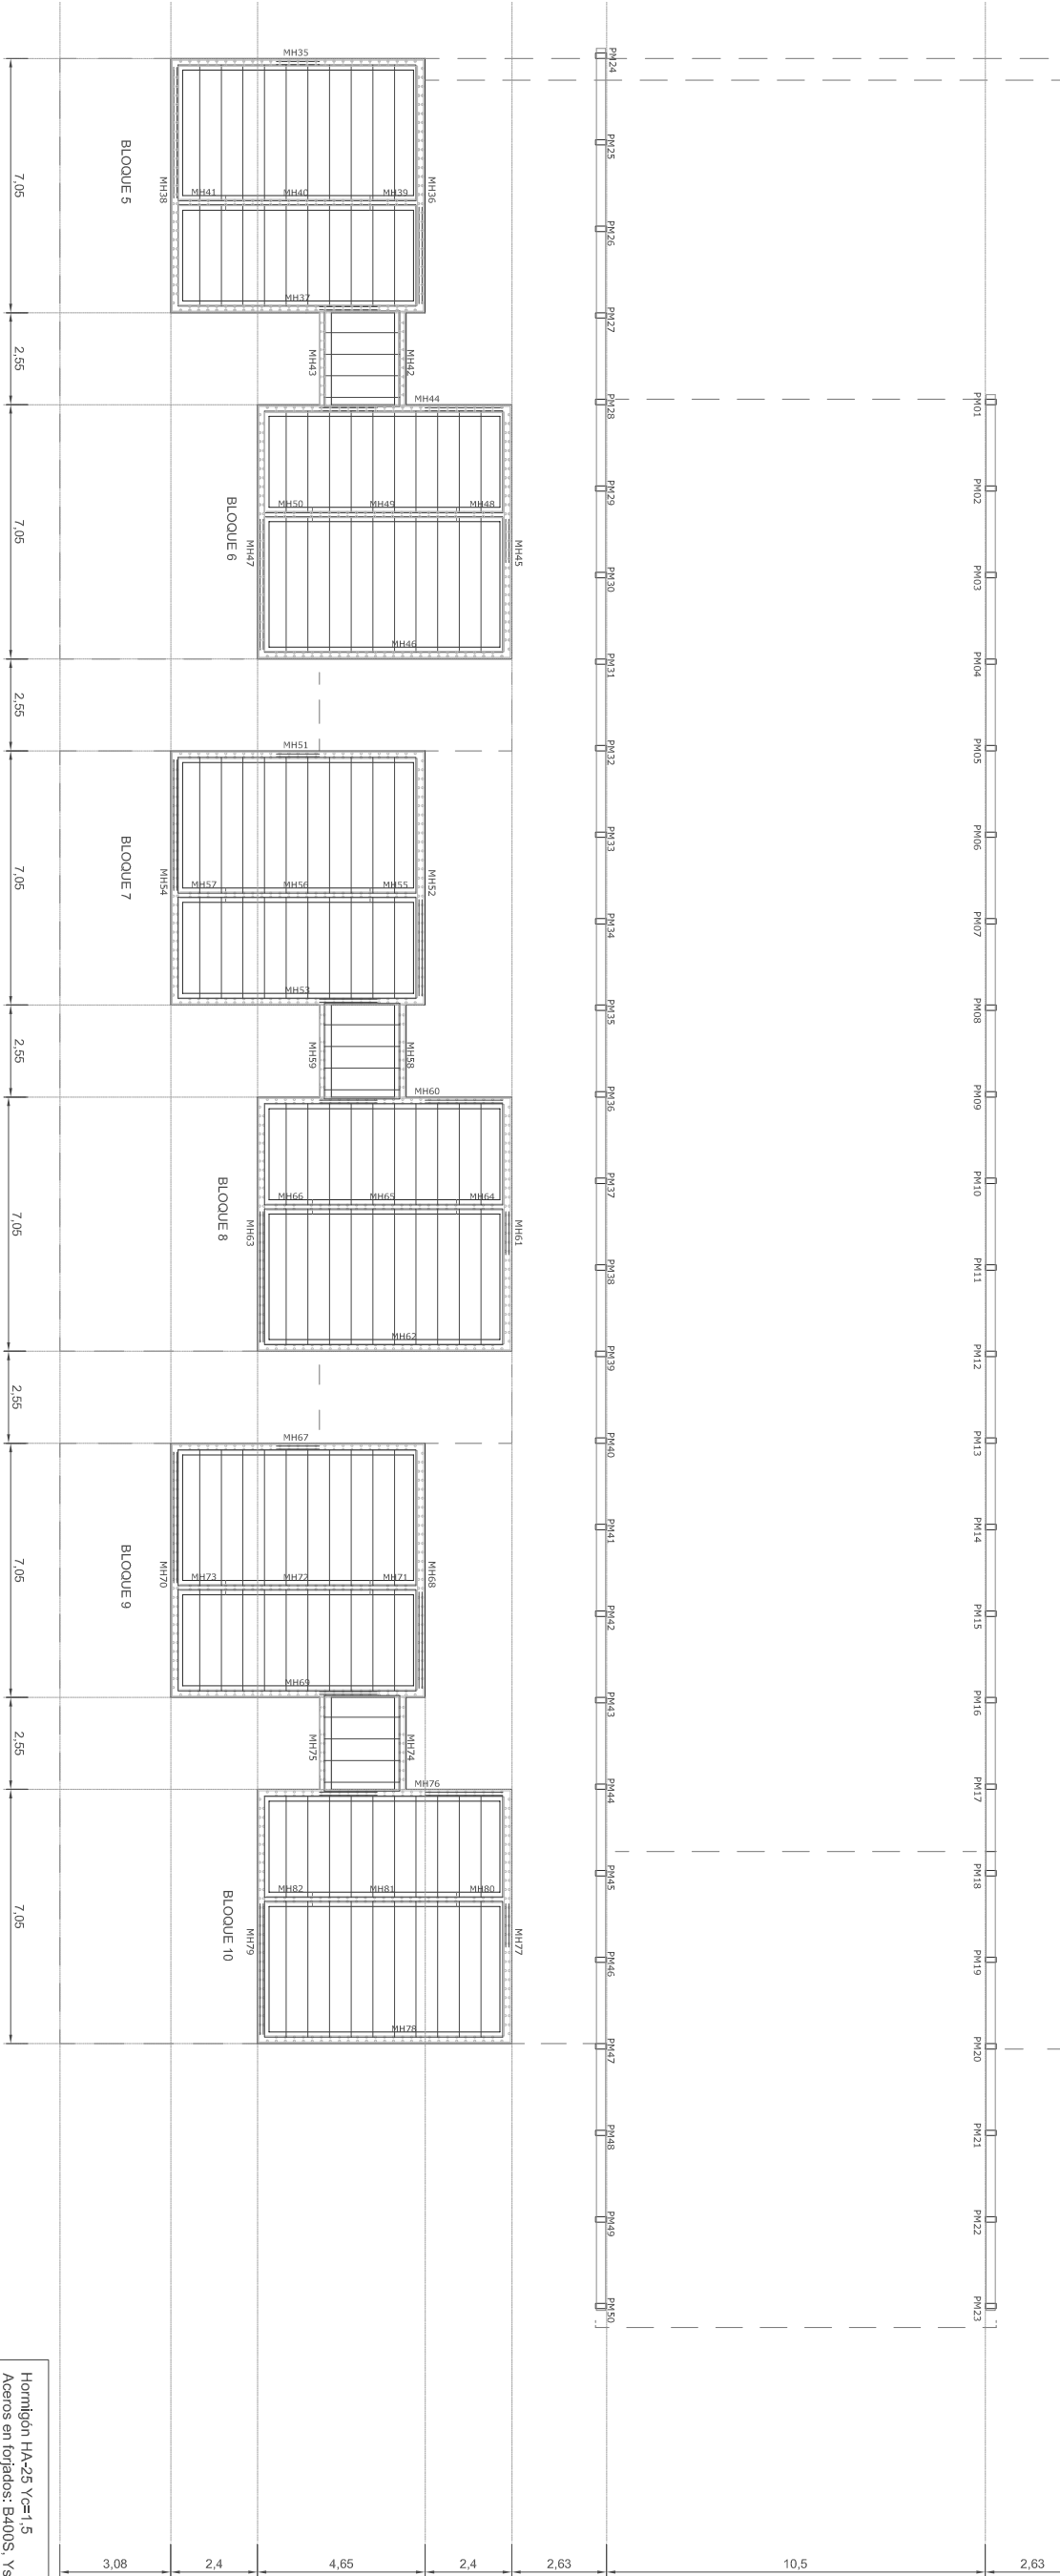 MH35
PM24
PM25
BLOQUE 5
MH38
MH41
MH40
MH39
MH36
7,05
PM26
MH37
PM27
2,55
MH43
MH42
MH44
PM28
PM01
PM29
PM02
7,05
BLOQUE 6
MH50
MH49
MH48
MH47
MH45
PM30
PM03
MH46
PM31
PM04
2,55
MH51
PM32
PM05
PM33
PM06
7,05
BLOQUE 7
MH54
MH57
MH56
MH55
MH52
PM34
PM07
MH53
PM35
PM08
2,55
MH59
MH58
MH60
PM36
PM09
PM37
PM10
7,05
BLOQUE 8
MH66
MH65
MH64
MH63
MH61
PM38
PM11
MH62
PM39
PM12
2,55
MH67
PM40
PM13
PM41
PM14
7,05
BLOQUE 9
MH70
MH73
MH72
MH71
MH68
PM42
PM15
MH69
PM43
PM16
2,55
MH75
MH74
MH76
PM44
PM17
PM45
PM18
7,05
BLOQUE 10
MH82
MH81
MH80
MH79
MH77
PM46
PM19
MH78
PM47
PM20
PM48
PM21
PM49
PM22
PM50
PM23
Hormigón HA-25 Yc=1,5
Aceros en forjados: B400S, Ys
3,08
2,4
4,65
2,4
2,63
10,5
2,63